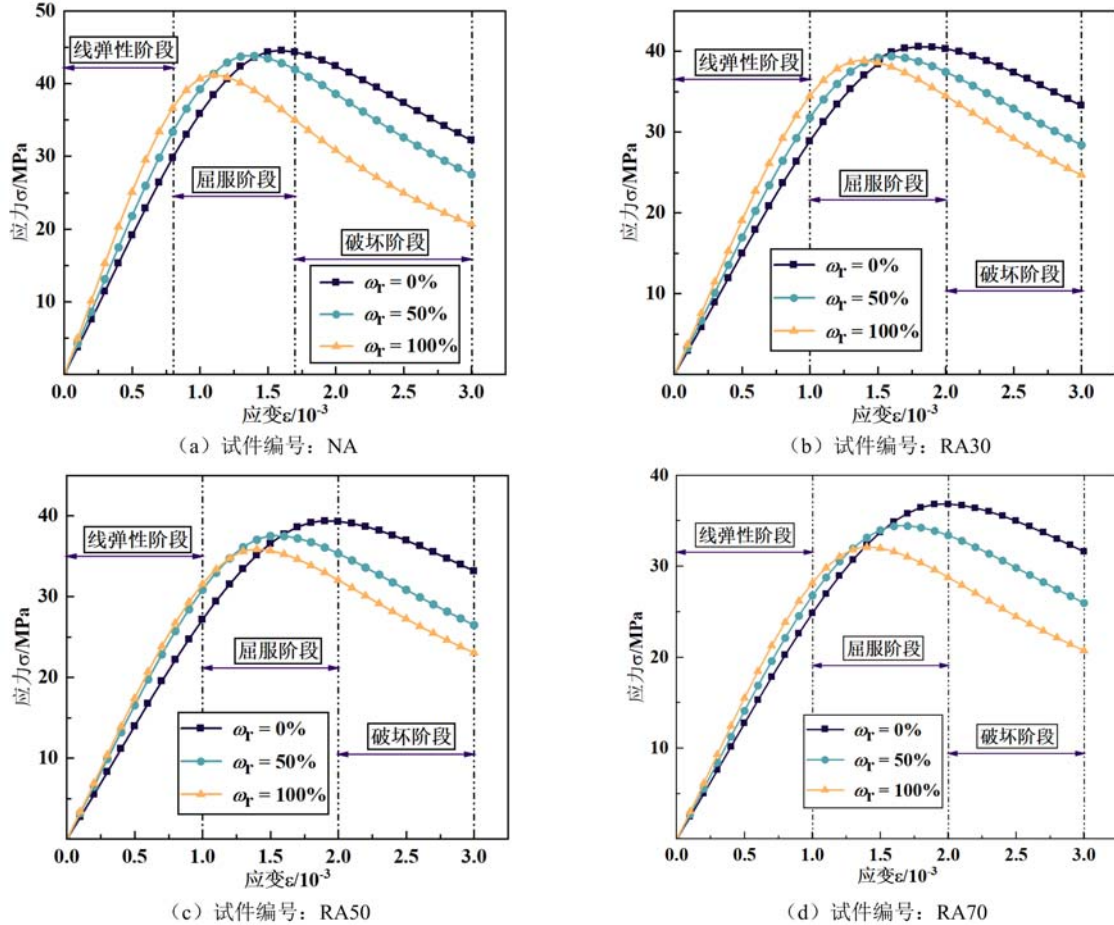 50
40
30
20
10
应力σ/MPa
线弹性阶段
屈服阶段
破坏阶段
ωr = 0%
ωr = 50%
ωr = 100%
0.0 0.5 1.0 1.5 2.0 2.5 3.0
应变ε/10-3
（a）试件编号：NA
40
30
20
10
应力σ/MPa
线弹性阶段
屈服阶段
破坏阶段
ωr = 0%
ωr = 50%
ωr = 100%
0.0 0.5 1.0 1.5 2.0 2.5 3.0
应变ε/10-3
（b）试件编号：RA30
40
30
20
10
应力σ/MPa
线弹性阶段
屈服阶段
破坏阶段
ωr = 0%
ωr = 50%
ωr = 100%
0.0 0.5 1.0 1.5 2.0 2.5 3.0
应变ε/10-3
（c）试件编号：RA50
40
30
20
10
应力σ/MPa
线弹性阶段
屈服阶段
破坏阶段
ωr = 0%
ωr = 50%
ωr = 100%
0.0 0.5 1.0 1.5 2.0 2.5 3.0
应变ε/10-3
（d）试件编号：RA70